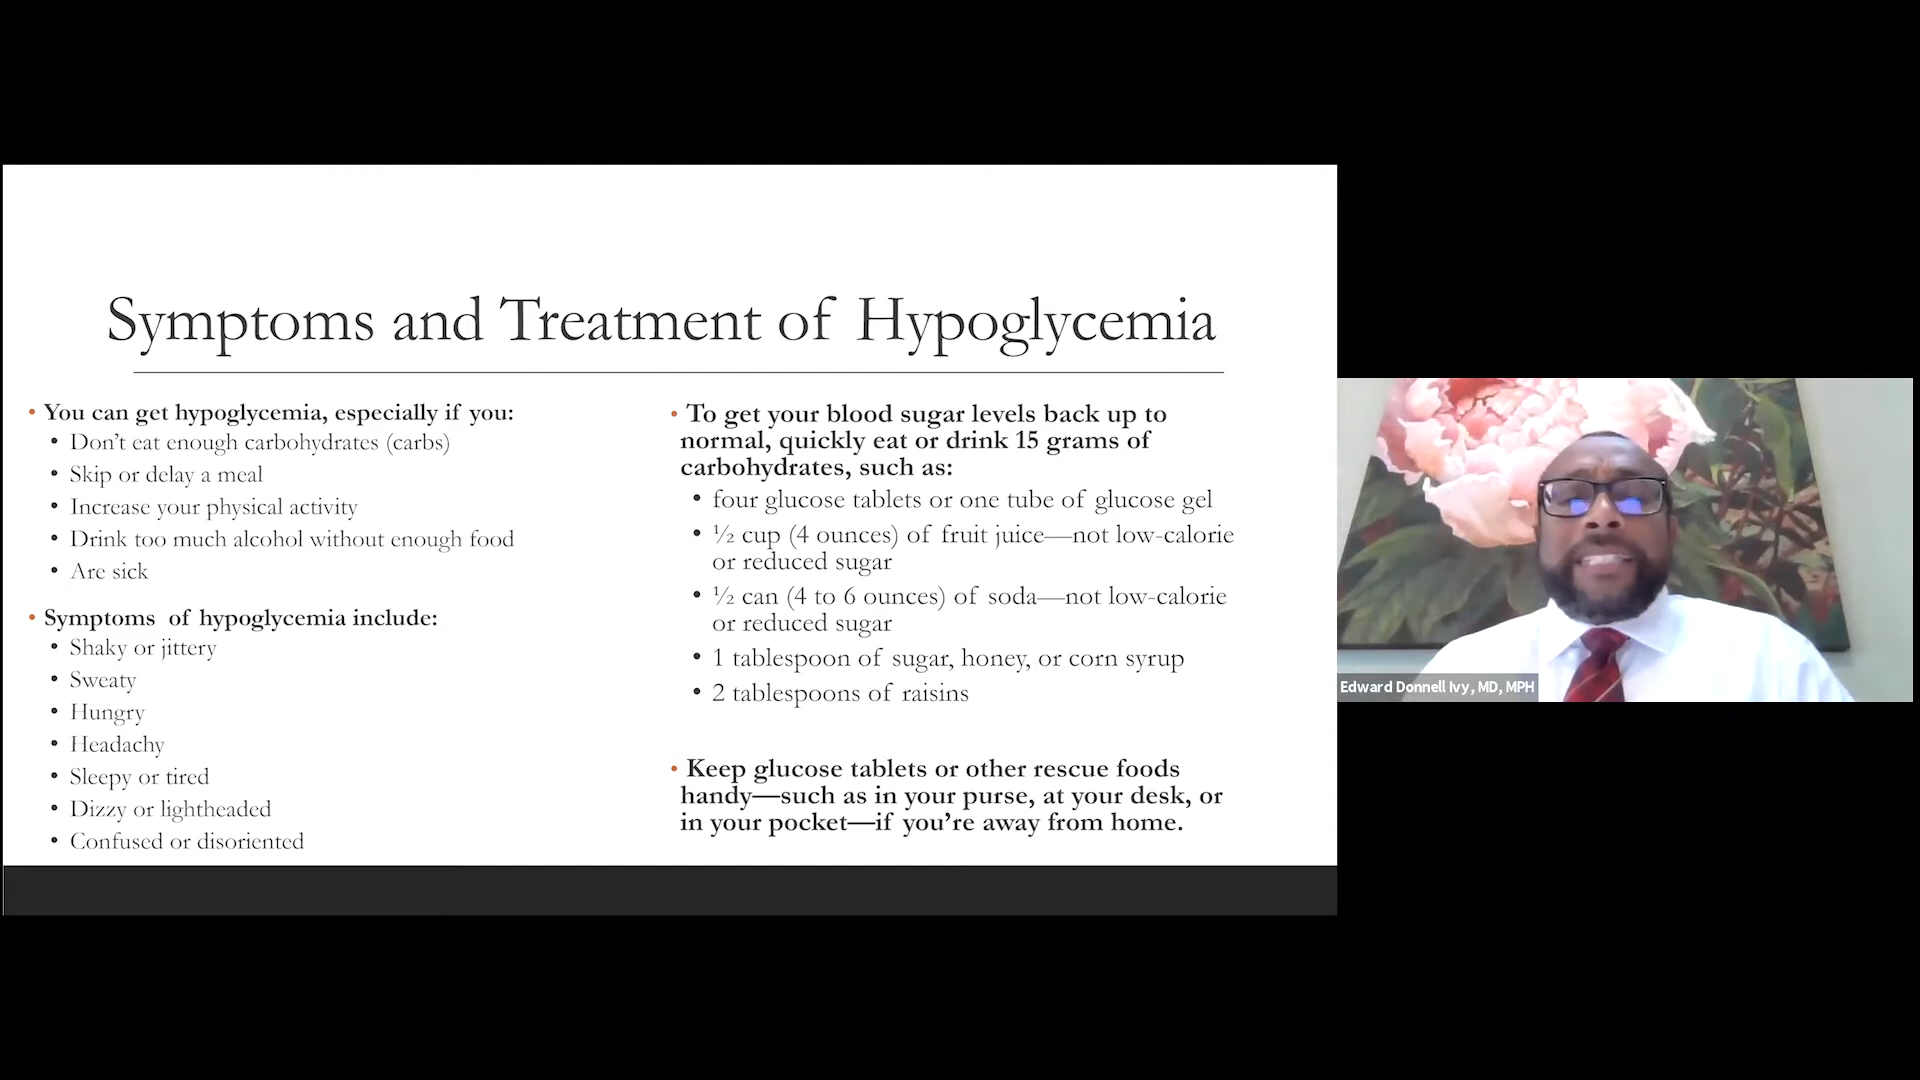 Symptoms and Treatment of Hypoglycemia
• You can get hypoglycemia, especially if you:
• Don't eat enough carbohydrates (carbs)
• Skip or delay a meal
• Increase your physical activity
• Drink too much alcohol without enough food
• Are sick
• Symptoms of hypoglycemia include:
• Shaky or jittery
• Sweaty
• Hungry
• Headachy
• Sleepy or tired
• Dizzy or lightheaded
• Confused or disoriented
• To get your blood sugar levels back up to
normal, quickly eat or drink 15 grams of
carbohydrates, such as:
• four glucose tablets or one tube of glucose gel
• ½ cup (4 ounces) of fruit juice—not low-calorie
or reduced sugar
• ½ can (4 to 6 ounces) of soda—not low-calorie
or reduced sugar
• 1 tablespoon of sugar, honey, or corn syrup
• 2 tablespoons of raisins
• Keep glucose tablets or other rescue foods
handy—such as in your purse, at your desk, or
in your pocket—if you're away from home.
Edward Donnell Ivy, MD, MPH